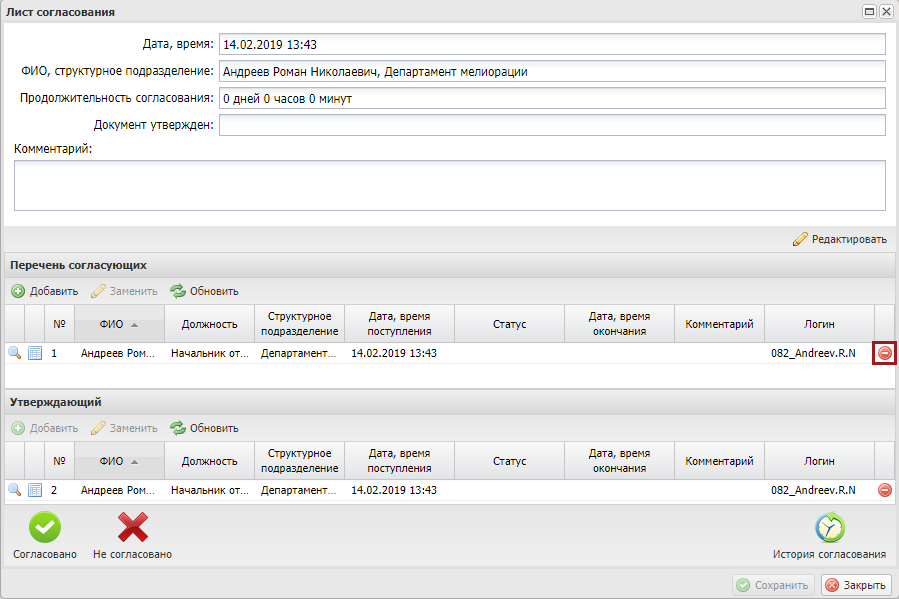 Лист согласования
Дата, время: 14.02.2019 13:43
ФИО, структурное подразделение: Андреев Роман Николаевич, Департамент мелиорации
Продолжительность согласования: 0 дней 0 часов 0 минут
Документ утвержден:
Комментарий:
Редактировать
Перечень согласующих
Добавить Заменить Обновить
№ ФИО Должность Структурное подразделение Дата, время поступления Статус Дата, время окончания Комментарий Логин
1 Андреев Ром... Начальник от... Департамент... 14.02.2019 13:43 082_Andreev.R.N
Утверждающий
Добавить Заменить Обновить
№ ФИО Должность Структурное подразделение Дата, время поступления Статус Дата, время окончания Комментарий Логин
2 Андреев Ром... Начальник от... Департамент... 14.02.2019 13:43 082_Andreev.R.N
Согласовано Не согласовано История согласования
Сохранить Закрыть